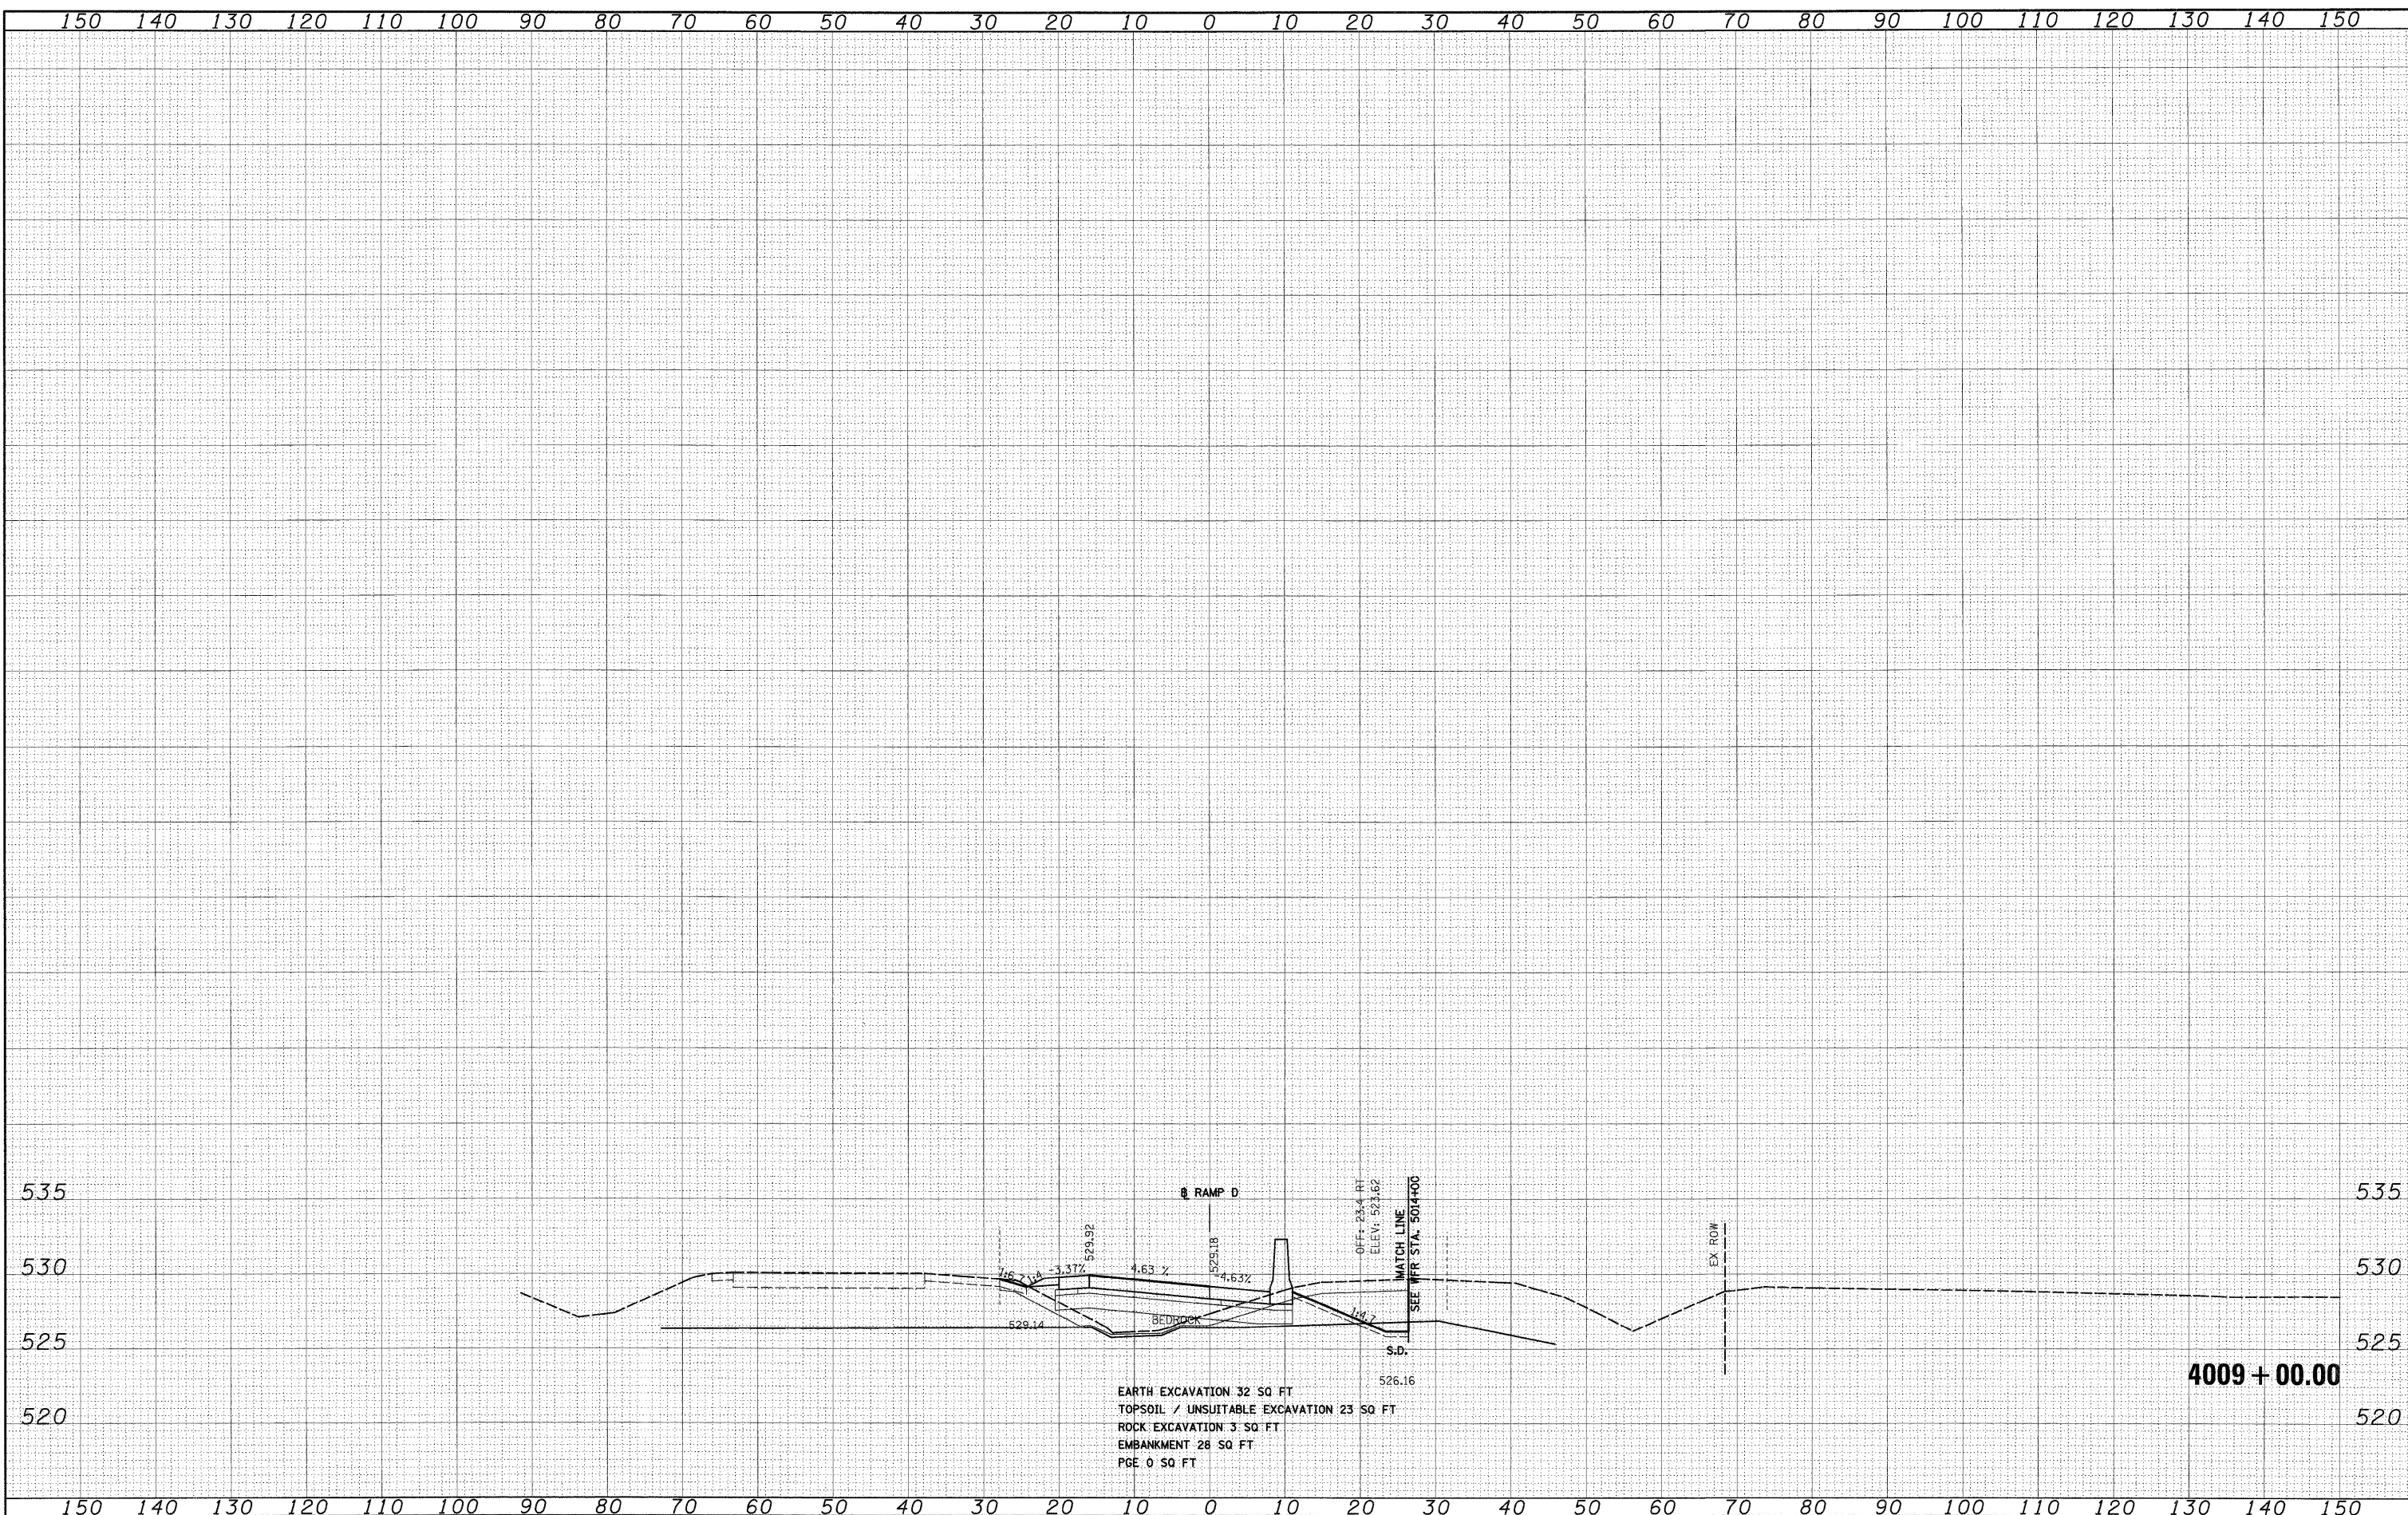 150 140 130 120 110 100 90 80 70 60 50 40 30 20 10 0 10 20 30 40 50 60 70 80 90 100 110 120 130 140 150
535 535
℄ RAMP D
OFF: 23.4 RT
ELEV: 523.62
MATCH LINE
SEE WFR STA. 5014+00
EX ROW
529.92
529.18
530 530
1:4 -3.37% 4.63 % -4.63%
1:4.7
529.14
BEDROCK
525 525
S.D.
526.16
4009 + 00.00
EARTH EXCAVATION 32 SQ FT
TOPSOIL / UNSUITABLE EXCAVATION 23 SQ FT
520 520
ROCK EXCAVATION 3 SQ FT
EMBANKMENT 28 SQ FT
PGE 0 SQ FT
150 140 130 120 110 100 90 80 70 60 50 40 30 20 10 0 10 20 30 40 50 60 70 80 90 100 110 120 130 140 150